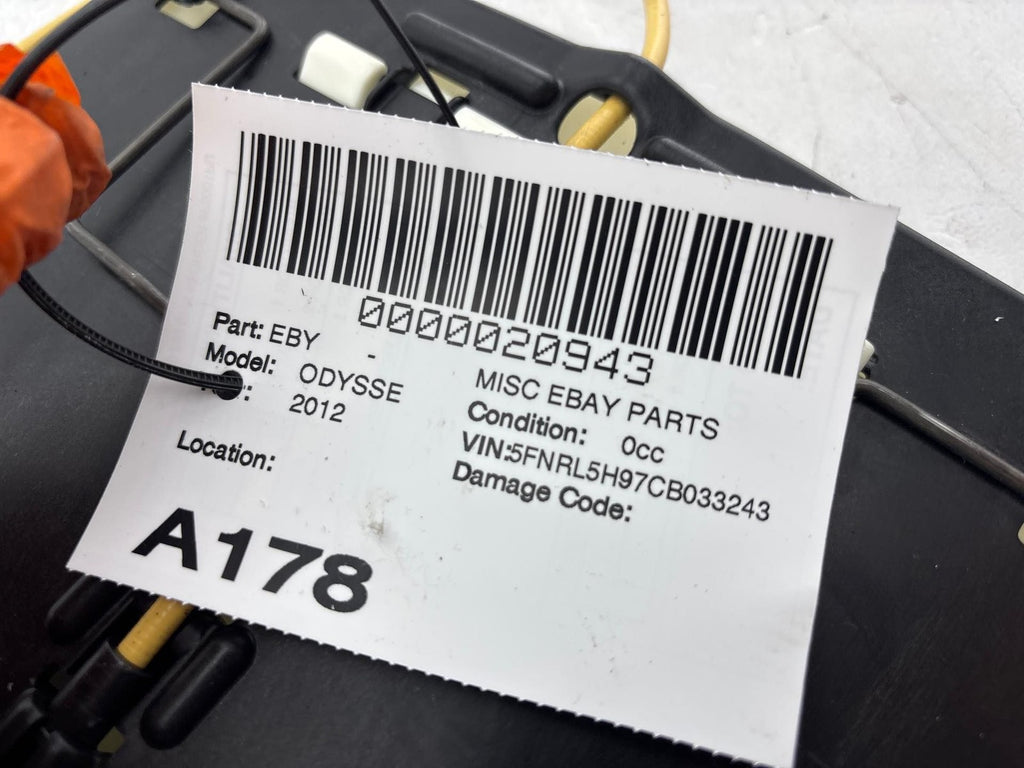 0000020943
Part: EBY -
Model: ODYSSE
2012
MISC EBAY PARTS
Condition: 0cc
VIN:5FNRL5H97CB033243
Damage Code:
Location:
A178